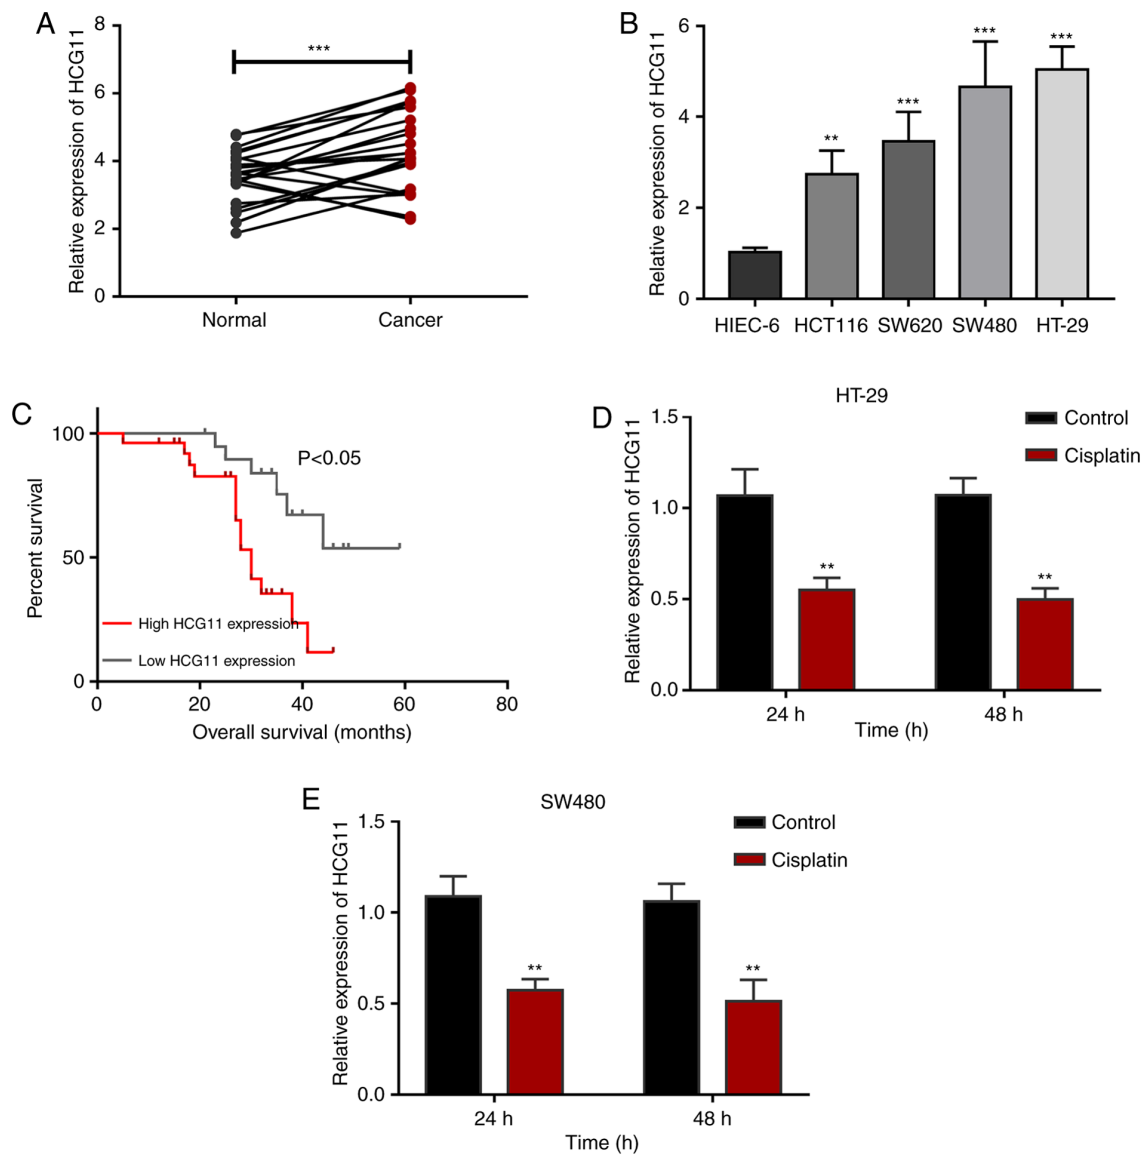 A
Relative expression of HCG11
8
6
4
2
0
***
Normal Cancer
B
Relative expression of HCG11
6
4
2
0
** *** *** ***
HIEC-6 HCT116 SW620 SW480 HT-29
C
Percent survival
100
50
0
P<0.05
High HCG11 expression
Low HCG11 expression
0 20 40 60 80
Overall survival (months)
D
HT-29
Relative expression of HCG11
1.5
1.0
0.5
0.0
Control
Cisplatin
** **
24 h 48 h
Time (h)
E
SW480
Relative expression of HCG11
1.5
1.0
0.5
0.0
Control
Cisplatin
** **
24 h 48 h
Time (h)